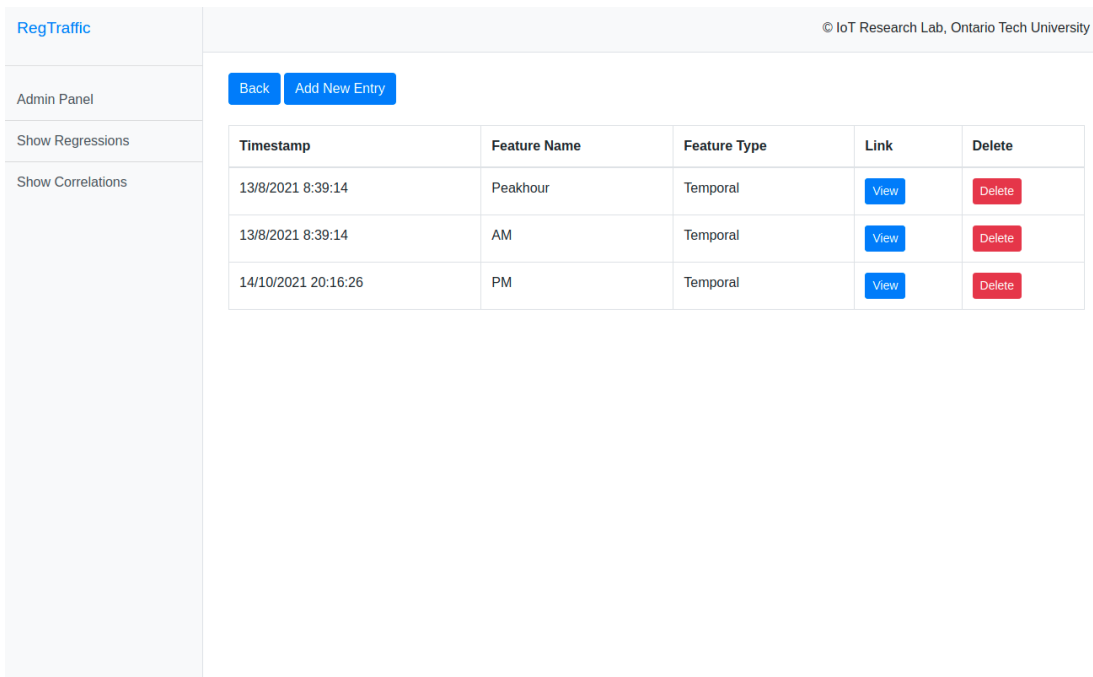 RegTraffic
© IoT Research Lab, Ontario Tech University
Admin Panel
Show Regressions
Show Correlations
Back Add New Entry
Timestamp Feature Name Feature Type Link Delete
13/8/2021 8:39:14 Peakhour Temporal View Delete
13/8/2021 8:39:14 AM Temporal View Delete
14/10/2021 20:16:26 PM Temporal View Delete